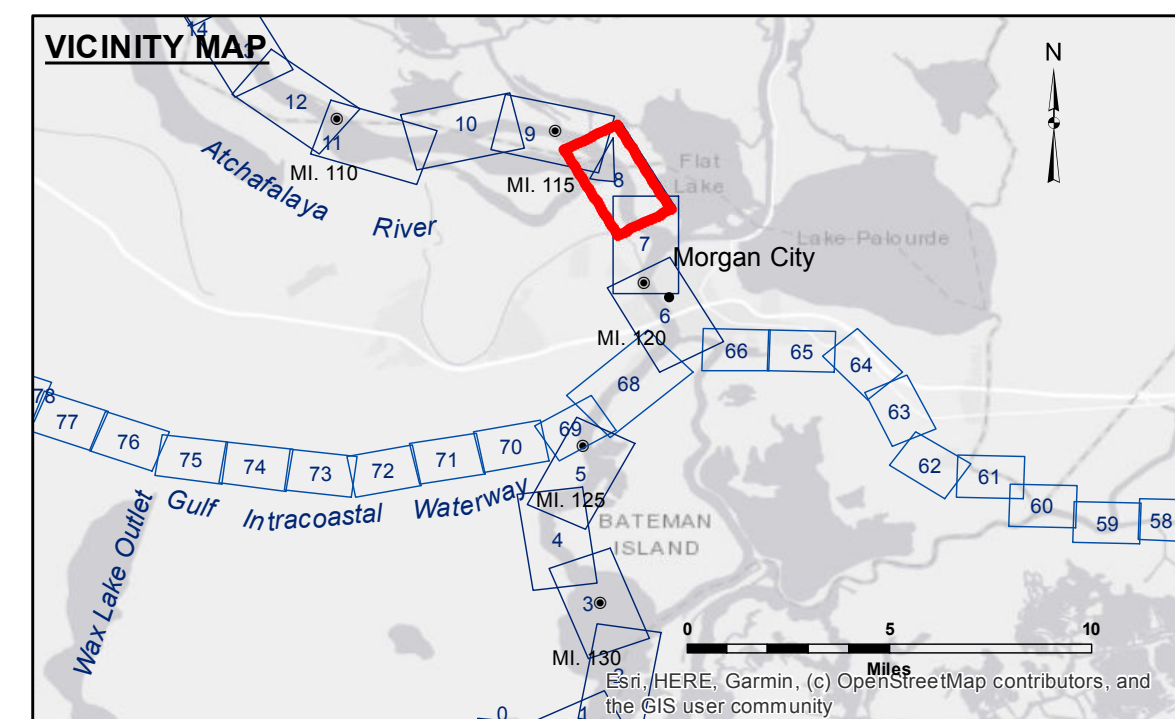 VICINITY MAP
N
14
13
12
11
10
9
8
7
6
MI. 110
MI. 115
Atchafalaya River
Flat
Lake
Lake Palourde
Morgan City
MI. 120
66
65
64
63
62
61
60
59
58
68
69
70
71
72
73
74
75
76
77
78
5
MI. 125
4
3
2
1
0
MI. 130
Gulf Intracoastal Waterway
Wax Lake Outlet
BATEMAN
ISLAND
0 5 10
Miles
Esri, HERE, Garmin, (c) OpenStreetMap contributors, and
the GIS user community